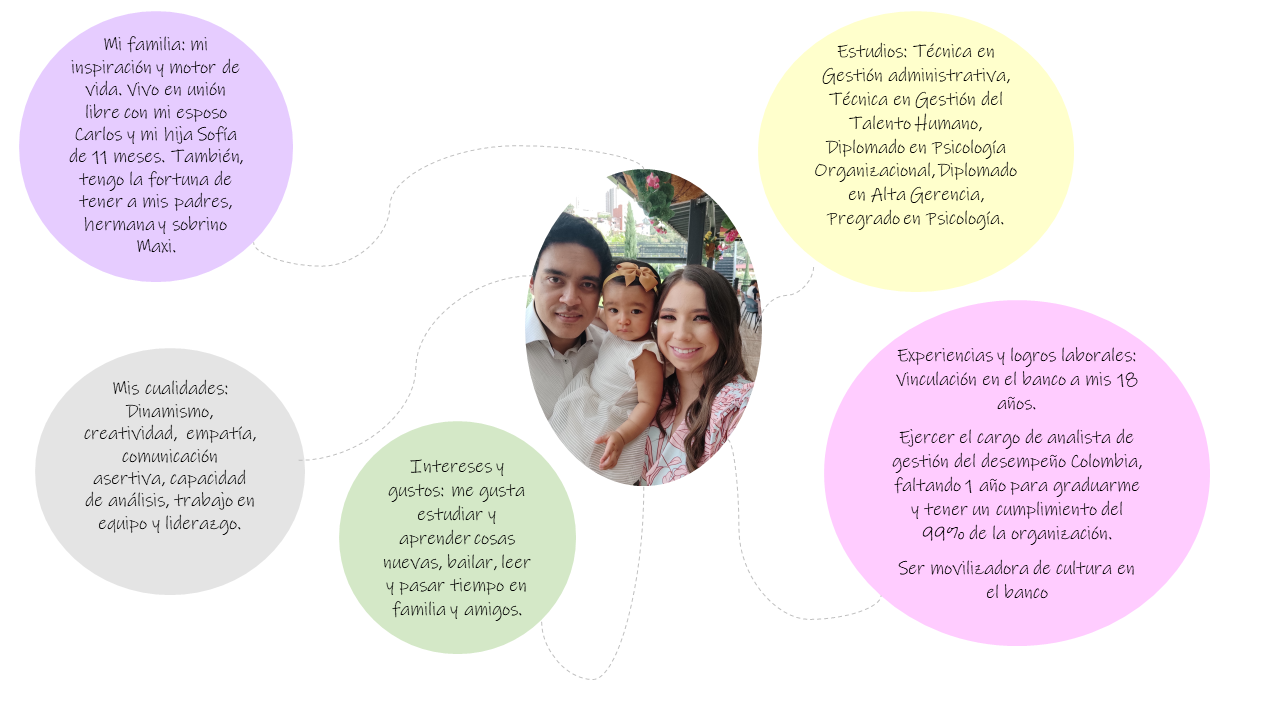 Mi familia: mi
inspiración y motor de
vida. Vivo en unión
libre con mi esposo
Carlos y mi hija Sofía
de 11 meses. También,
tengo la fortuna de
tener a mis padres,
hermana y sobrino
Maxi.
Estudios: Técnica en
Gestión administrativa,
Técnica en Gestión del
Talento Humano,
Diplomado en Psicología
Organizacional, Diplomado
en Alta Gerencia,
Pregrado en Psicología.
Mis cualidades:
Dinamismo,
creatividad, empatía,
comunicación
asertiva, capacidad
de análisis, trabajo en
equipo y liderazgo.
Intereses y
gustos: me gusta
estudiar y
aprender cosas
nuevas, bailar, leer
y pasar tiempo en
familia y amigos.
Experiencias y logros laborales:
Vinculación en el banco a mis 18
años.
Ejercer el cargo de analista de
gestión del desempeño Colombia,
faltando 1 año para graduarme
y tener un cumplimiento del
99% de la organización.
Ser movilizadora de cultura en
el banco